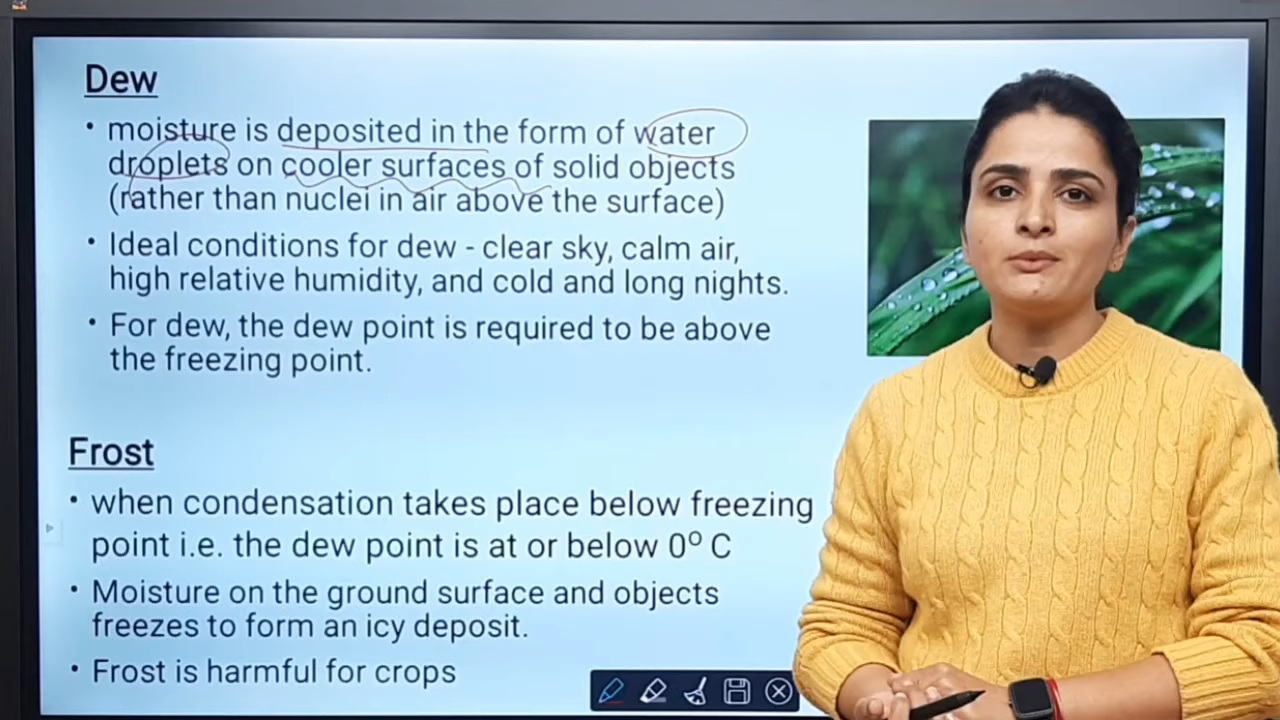 Dew
• moisture is deposited in the form of water
droplets on cooler surfaces of solid objects
(rather than nuclei in air above the surface)
• Ideal conditions for dew - clear sky, calm air,
high relative humidity, and cold and long nights.
• For dew, the dew point is required to be above
the freezing point.
Frost
• when condensation takes place below freezing
point i.e. the dew point is at or below 0⁰ C
• Moisture on the ground surface and objects
freezes to form an icy deposit.
• Frost is harmful for crops